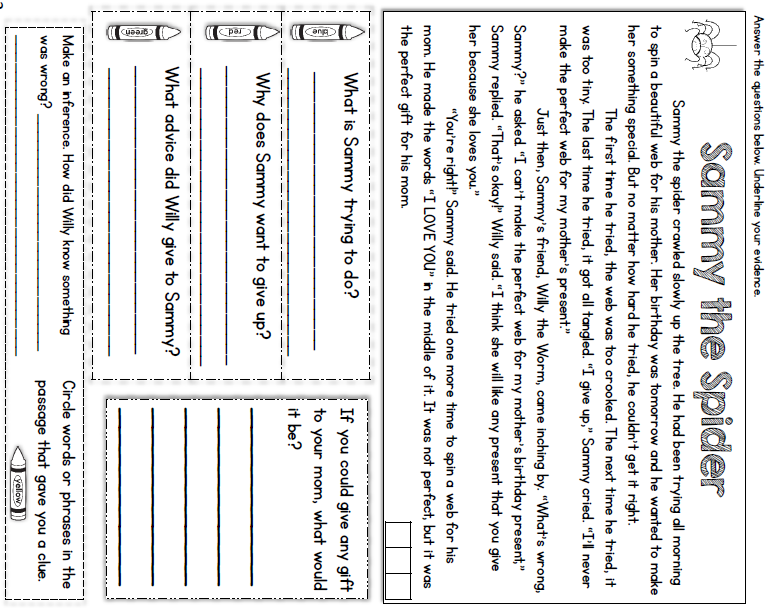 Answer the questions below. Underline your evidence.
Sammy the Spider
Sammy the spider crawled slowly up the tree. He had been trying all morning
to spin a beautiful web for his mother. Her birthday was tomorrow and he wanted to make
her something special. But no matter how hard he tried, he couldn't get it right.
The first time he tried, the web was too crooked. The next time he tried, it
was too tiny. The last time he tried, it got all tangled. "I give up," Sammy cried. "I'll never
make the perfect web for my mother's present."
Just then, Sammy's friend, Willy the Worm, came inching by. "What's wrong,
Sammy?" he asked. "I can't make the perfect web for my mother's birthday present,"
Sammy replied. "That's okay!" Willy said. "I think she will like any present that you give
her because she loves you."
"You're right!" Sammy said. He tried one more time to spin a web for his
mom. He made the words "I LOVE YOU" in the middle of it. It was not perfect, but it was
the perfect gift for his mom.
blue
What is Sammy trying to do?
red
Why does Sammy want to give up?
green
What advice did Willy give to Sammy?
If you could give any gift
to your mom, what would
it be?
Make an inference. How did Willy know something
was wrong?
Circle words or phrases in the
passage that gave you a clue.
yellow